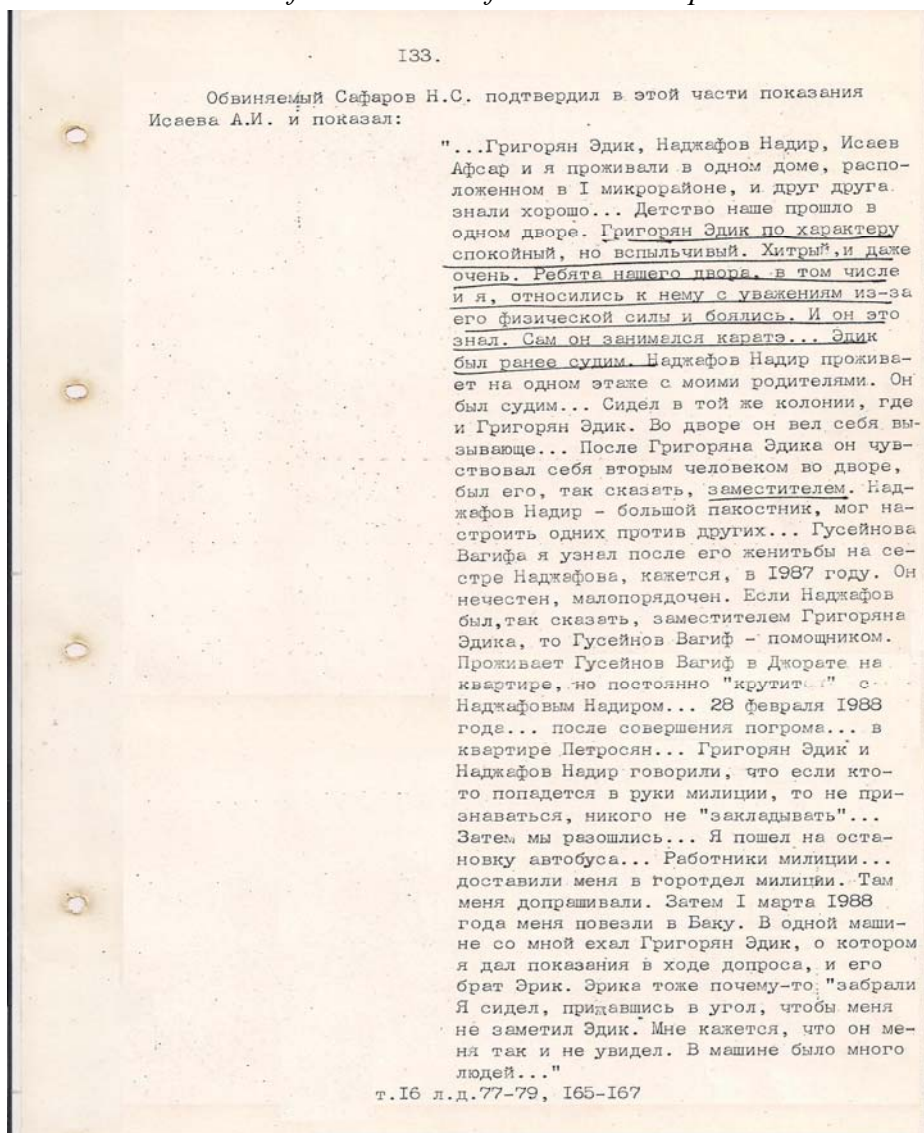 I33.
Обвиняемый Сафаров Н.С. подтвердил в этой части показания
Исаева А.И. и показал:
"...Григорян Эдик, Наджафов Надир, Исаев
Афсар и я проживали в одном доме, распо-
ложенном в I микрорайоне, и друг друга
знали хорошо... Детство наше прошло в
одном дворе. Григорян Эдик по характеру
спокойный, но вспыльчивый. Хитрый,и даже
очень. Ребята нашего двора, в том числе
и я, относились к нему с уважениям из-за
его физической силы и боялись. И он это
знал. Сам он занимался каратэ... Эдик
был ранее судим. Наджафов Надир прожива-
ет на одном этаже с моими родителями. Он
был судим... Сидел в той же колонии, где
и Григорян Эдик. Во дворе он вел себя вы-
зывающе... После Григоряна Эдика он чув-
ствовал себя вторым человеком во дворе,
был его, так сказать, заместителем. Над-
жафов Надир - большой пакостник, мог на-
строить одних против других... Гусейнова
Вагифа я узнал после его женитьбы на се-
стре Наджафова, кажется, в I987 году. Он
нечестен, малопорядочен. Если Наджафов
был,так сказать, заместителем Григоряна
Эдика, то Гусейнов Вагиф - помощником.
Проживает Гусейнов Вагиф в Джорате на
квартире, но постоянно с
Наджафовым Надиром... 28 февраля I988
года... после совершения погрома... в
квартире Петросян... Григорян Эдик и
Наджафов Надир говорили, что если кто-
то попадется в руки милиции, то не при-
знаваться, никого не "закладывать"...
Затем мы разошлись... Я пошел на оста-
новку автобуса... Работники милиции...
доставили меня в горотдел милиции. Там
меня допрашивали. Затем I марта I988
года меня повезли в Баку. В одной маши-
не со мной ехал Григорян Эдик, о котором
я дал показания в ходе допроса, и его
брат Эрик. Эрика тоже почему-то "забрали
Я сидел, в угол, чтобы меня
не заметил Эдик. Мне кажется, что он ме-
ня так и не увидел. В машине было много
людей..."
т.I6 л.д.77-79, I65-I67